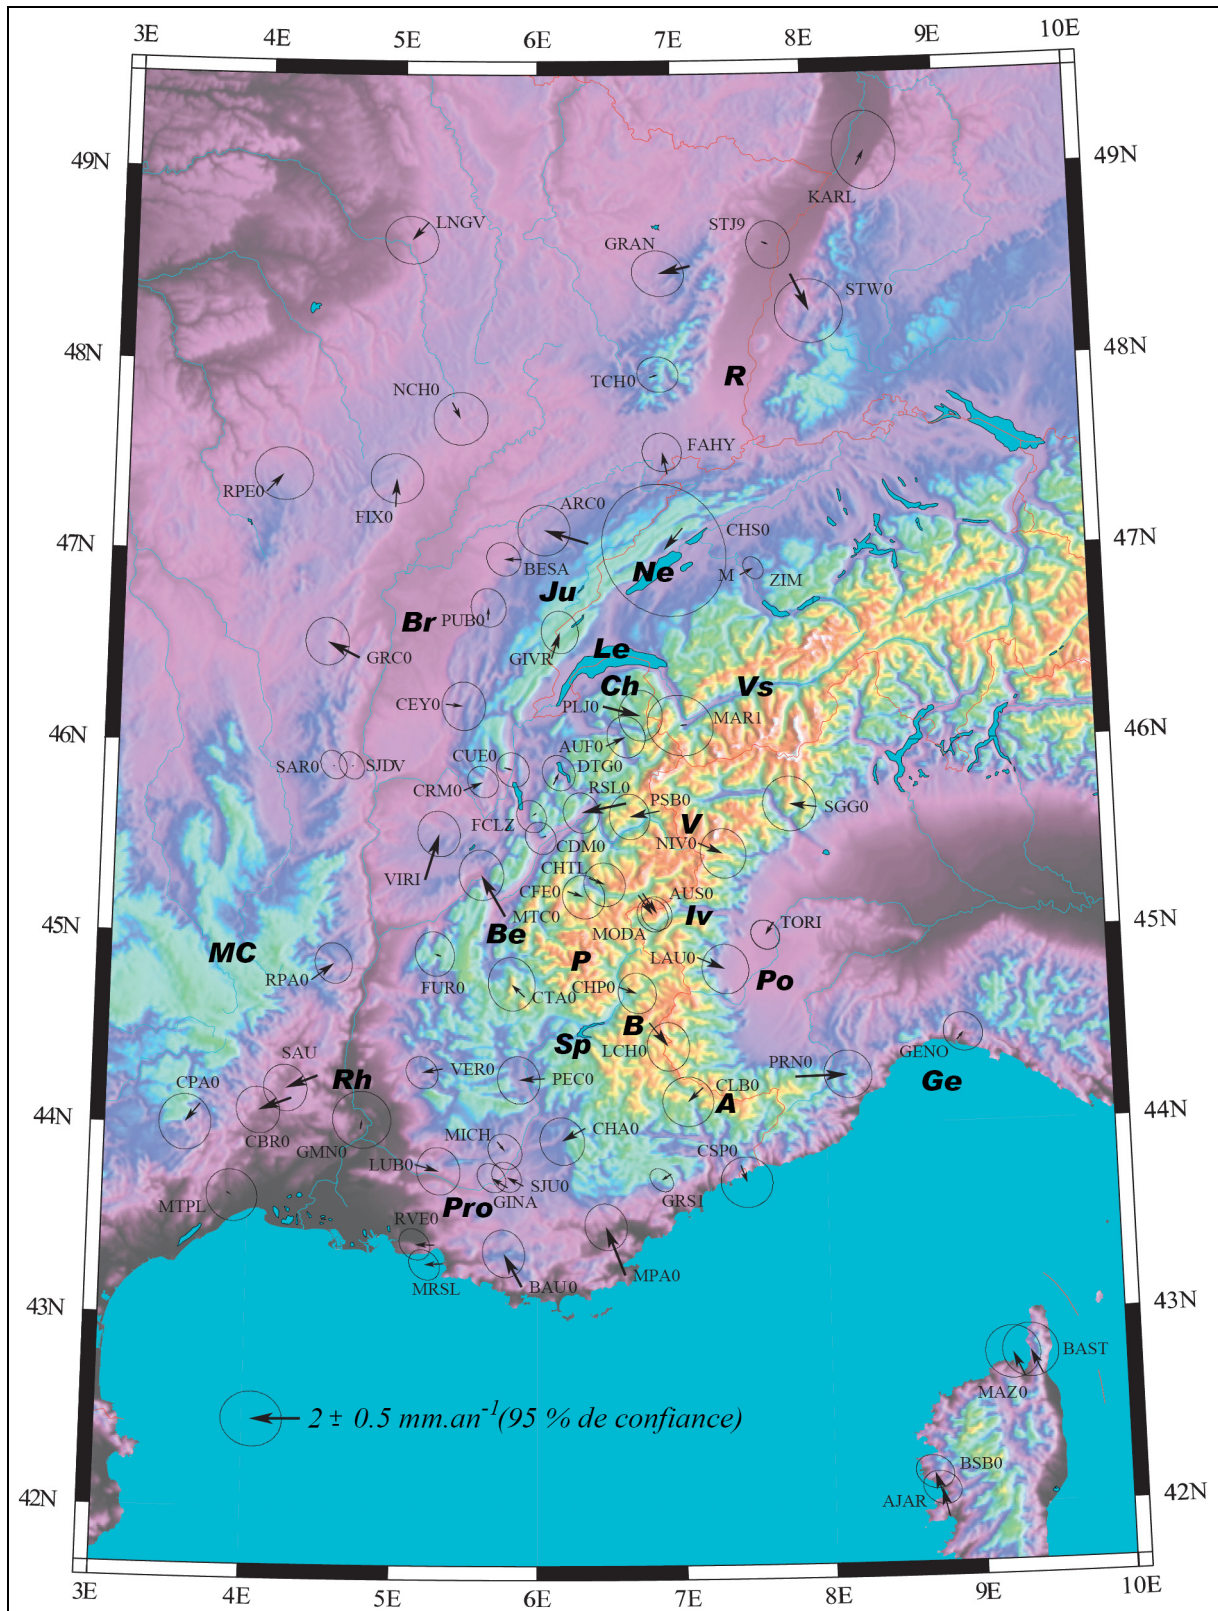 3E 4E 5E 6E 7E 8E 9E 10E
49N 49N
KARL
LNGV
STJ9
GRAN
STW0
48N 48N
TCH0
R
NCH0
FAHY
RPE0
FIX0
ARC0
CHS0
47N 47N
BESA
M
ZIM
Ne
Ju
Br
PUB0
GRC0
GIVR
Le
Ch
Vs
CEY0
PLJ0
MAR1
46N 46N
AUF0
CUE0
SAR0
SJDV
DTG0
CRM0
RSL0
PSB0
SGG0
FCLZ
V
CDM0
NIV0
VIRI
CHTL
CFE0
AUS0
MTC0
Iv
45N 45N
Be
MODA
TORI
MC
P
LAU0
RPA0
Po
FUR0
CTA0
CHP0
B
Sp
LCH0
GENO
SAU
PRN0
VER0
Rh
PEC0
Ge
CPA0
CLB0
A
44N 44N
CBR0
GMN0
CHA0
MICH
CSP0
LUB0
MTPL
SJU0
GRS1
GINA
Pro
RVE0
MPA0
MRSL
BAU0
43N 43N
BAST
MAZ0
2 ± 0.5 mm.an-1(95 % de confiance)
BSB0
AJAR
42N 42N
3E 4E 5E 6E 7E 8E 9E 10E